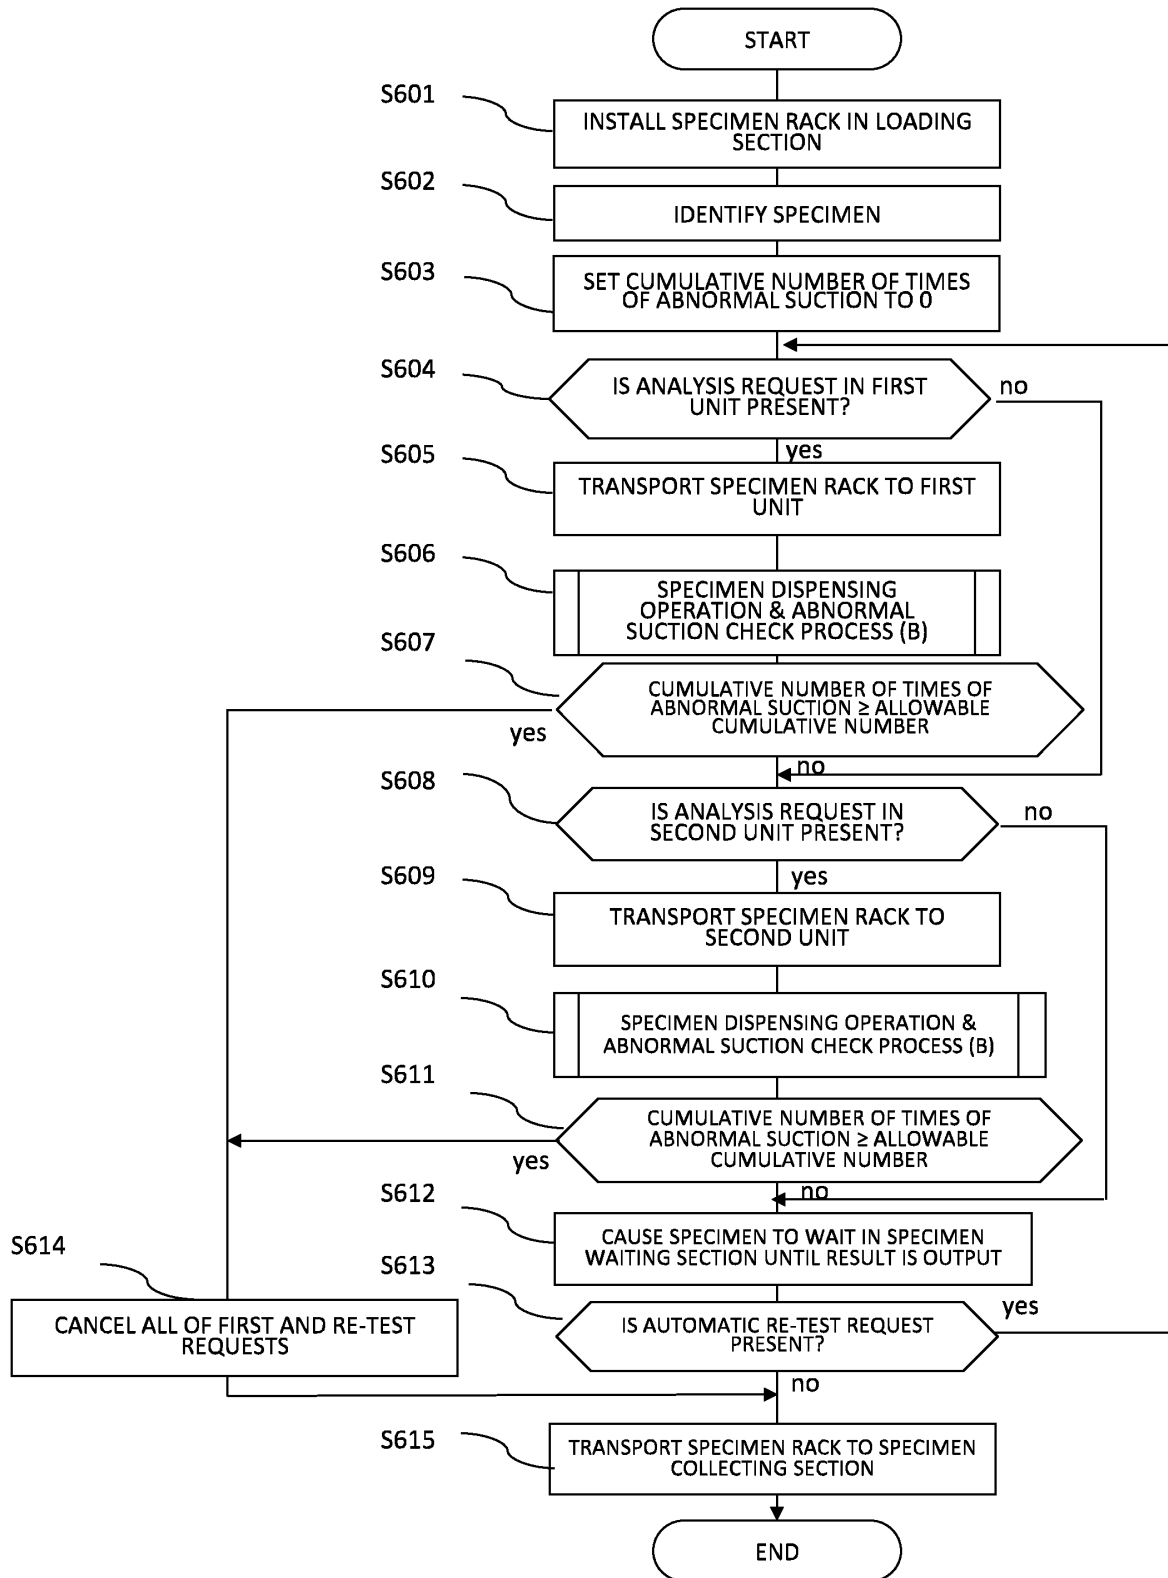 START
S601
INSTALL SPECIMEN RACK IN LOADING
SECTION
S602
IDENTIFY SPECIMEN
S603
SET CUMULATIVE NUMBER OF TIMES
OF ABNORMAL SUCTION TO 0
S604
IS ANALYSIS REQUEST IN FIRST
UNIT PRESENT?
no
yes
S605
TRANSPORT SPECIMEN RACK TO FIRST
UNIT
S606
SPECIMEN DISPENSING
OPERATION & ABNORMAL
SUCTION CHECK PROCESS (B)
S607
CUMULATIVE NUMBER OF TIMES OF
ABNORMAL SUCTION ≥ ALLOWABLE
CUMULATIVE NUMBER
yes
no
S608
IS ANALYSIS REQUEST IN
SECOND UNIT PRESENT?
no
yes
S609
TRANSPORT SPECIMEN RACK TO
SECOND UNIT
S610
SPECIMEN DISPENSING OPERATION &
ABNORMAL SUCTION CHECK PROCESS (B)
S611
CUMULATIVE NUMBER OF TIMES OF
ABNORMAL SUCTION ≥ ALLOWABLE
CUMULATIVE NUMBER
yes
no
S612
CAUSE SPECIMEN TO WAIT IN SPECIMEN
WAITING SECTION UNTIL RESULT IS OUTPUT
S613
IS AUTOMATIC RE-TEST REQUEST
PRESENT?
yes
no
S614
CANCEL ALL OF FIRST AND RE-TEST
REQUESTS
S615
TRANSPORT SPECIMEN RACK TO SPECIMEN
COLLECTING SECTION
END